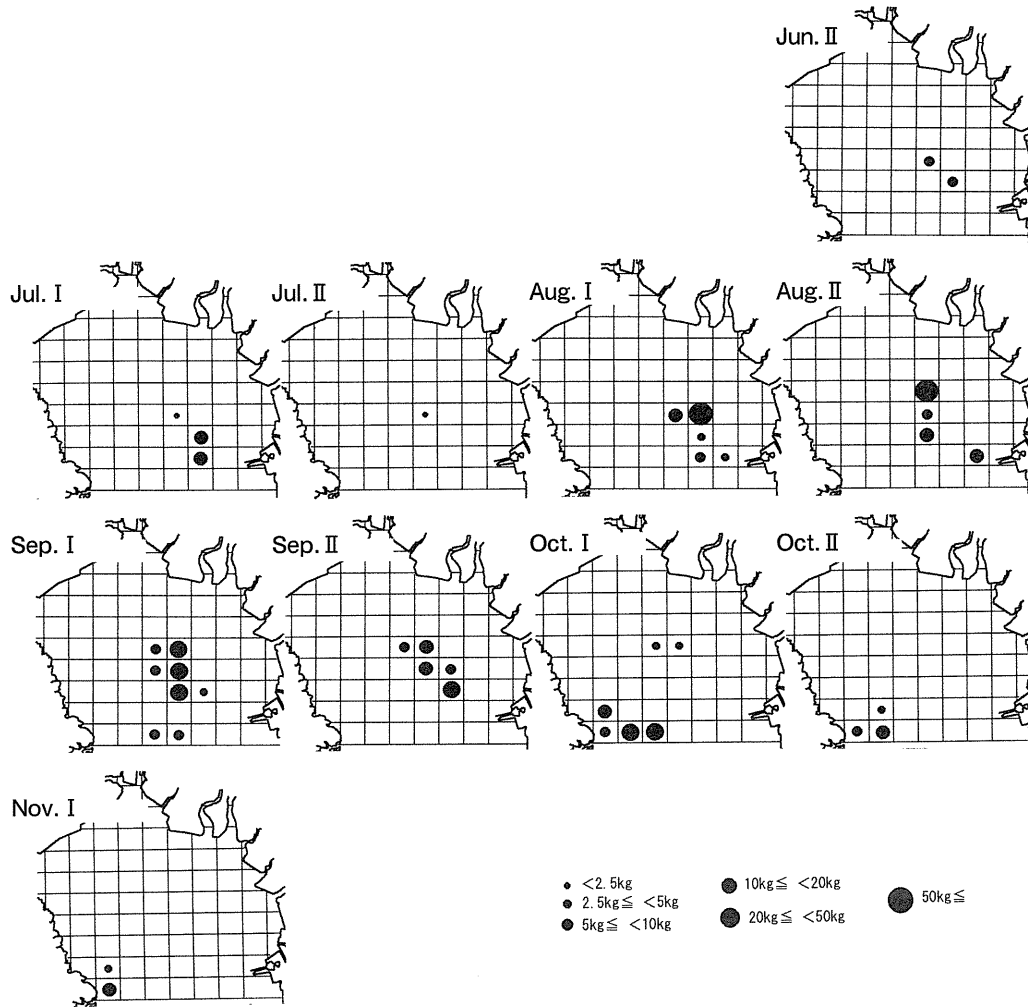 Jun. Ⅱ
Jul. Ⅰ
Jul. Ⅱ
Aug. Ⅰ
Aug. Ⅱ
Sep. Ⅰ
Sep. Ⅱ
Oct. Ⅰ
Oct. Ⅱ
Nov. Ⅰ
<2.5kg
2.5kg≦ <5kg
5kg≦ <10kg
10kg≦ <20kg
20kg≦ <50kg
50kg≦